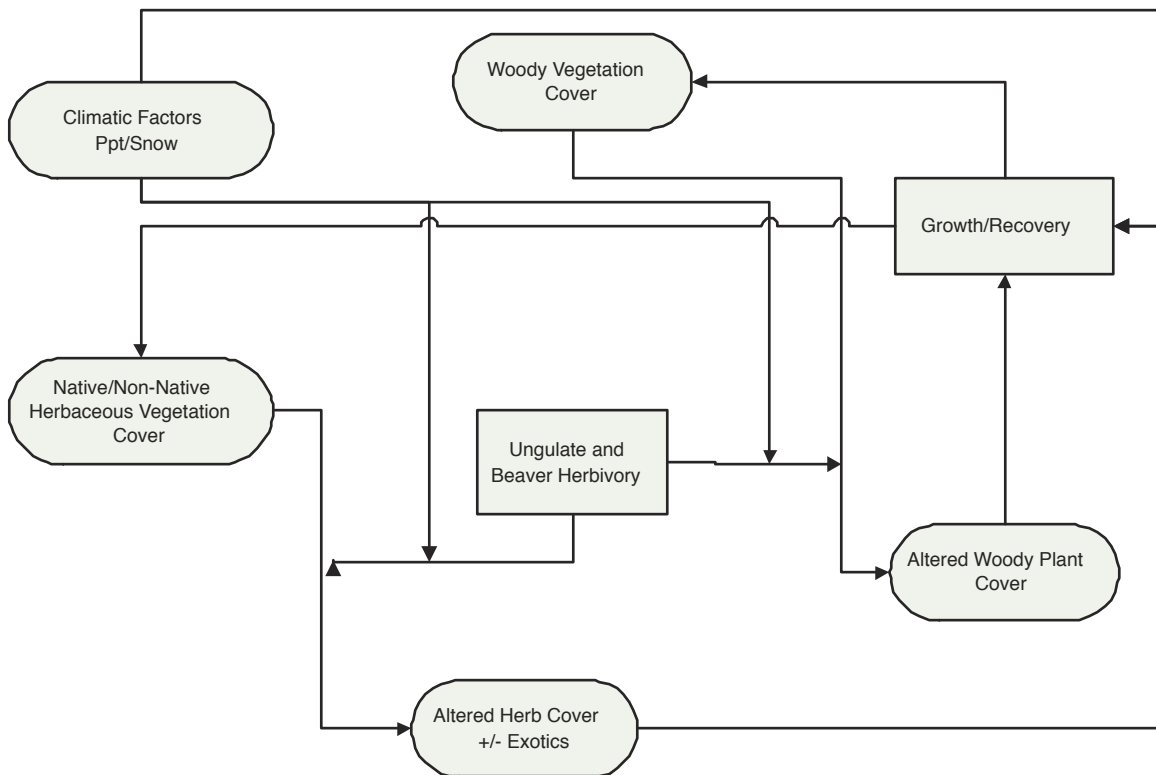 Woody Vegetation
Cover
Climatic Factors
Ppt/Snow
Growth/Recovery
Native/Non-Native
Herbaceous Vegetation
Cover
Ungulate and
Beaver Herbivory
Altered Woody Plant
Cover
Altered Herb Cover
+/- Exotics